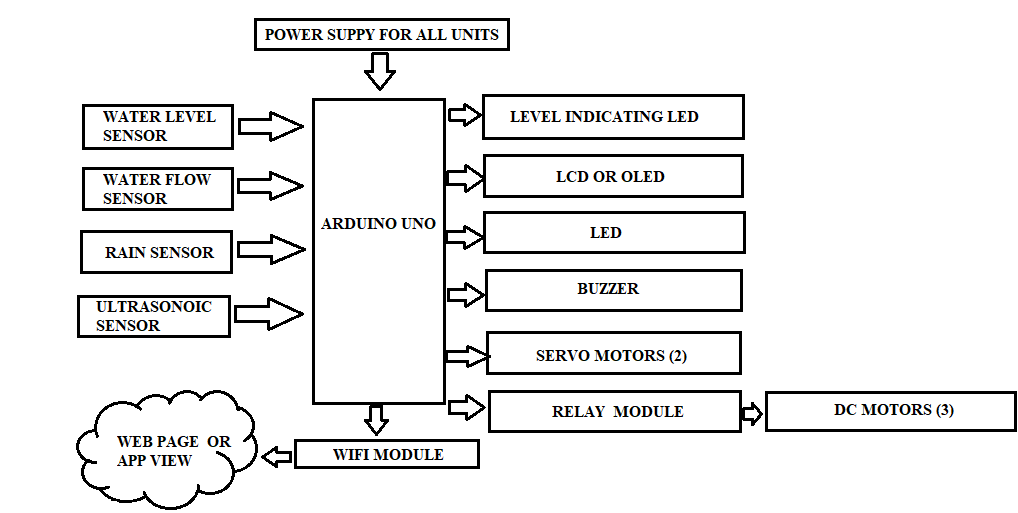 POWER SUPPY FOR ALL UNITS
WATER LEVEL
SENSOR
WATER FLOW
SENSOR
RAIN SENSOR
ULTRASONOIC
SENSOR
ARDUINO UNO
LEVEL INDICATING LED
LCD OR OLED
LED
BUZZER
SERVO MOTORS (2)
RELAY MODULE
DC MOTORS (3)
WIFI MODULE
WEB PAGE OR
APP VIEW